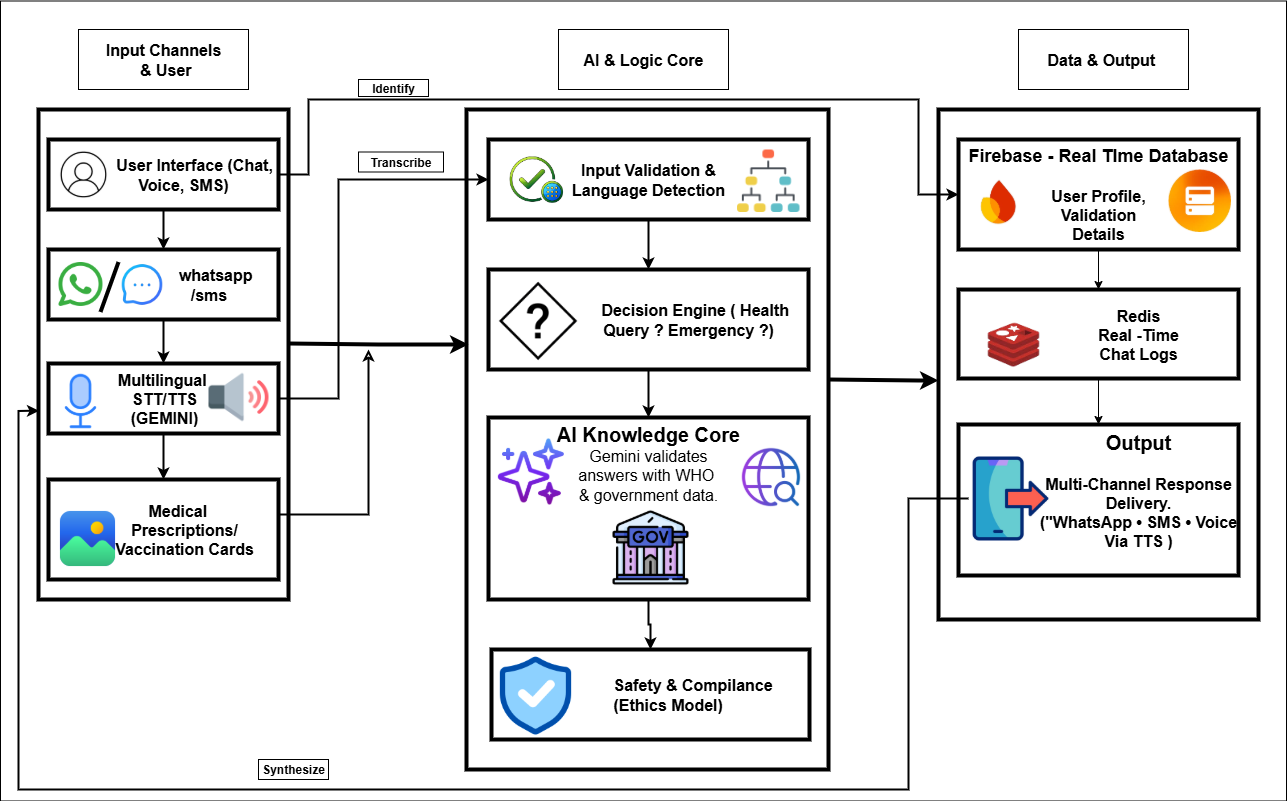 Input Channels
& User
AI & Logic Core
Data & Output
Identify
Transcribe
User Interface (Chat,
Voice, SMS)
whatsapp
/sms
Multilingual
STT/TTS
(GEMINI)
Medical
Prescriptions/
Vaccination Cards
Input Validation &
Language Detection
?
Decision Engine ( Health
Query ? Emergency ?)
AI Knowledge Core
Gemini validates
answers with WHO
& government data.
GOV
Safety & Compilance
(Ethics Model)
Firebase - Real TIme Database
User Profile,
Validation
Details
Redis
Real -Time
Chat Logs
Output
Multi-Channel Response
Delivery.
("WhatsApp • SMS • Voice
Via TTS )
Synthesize